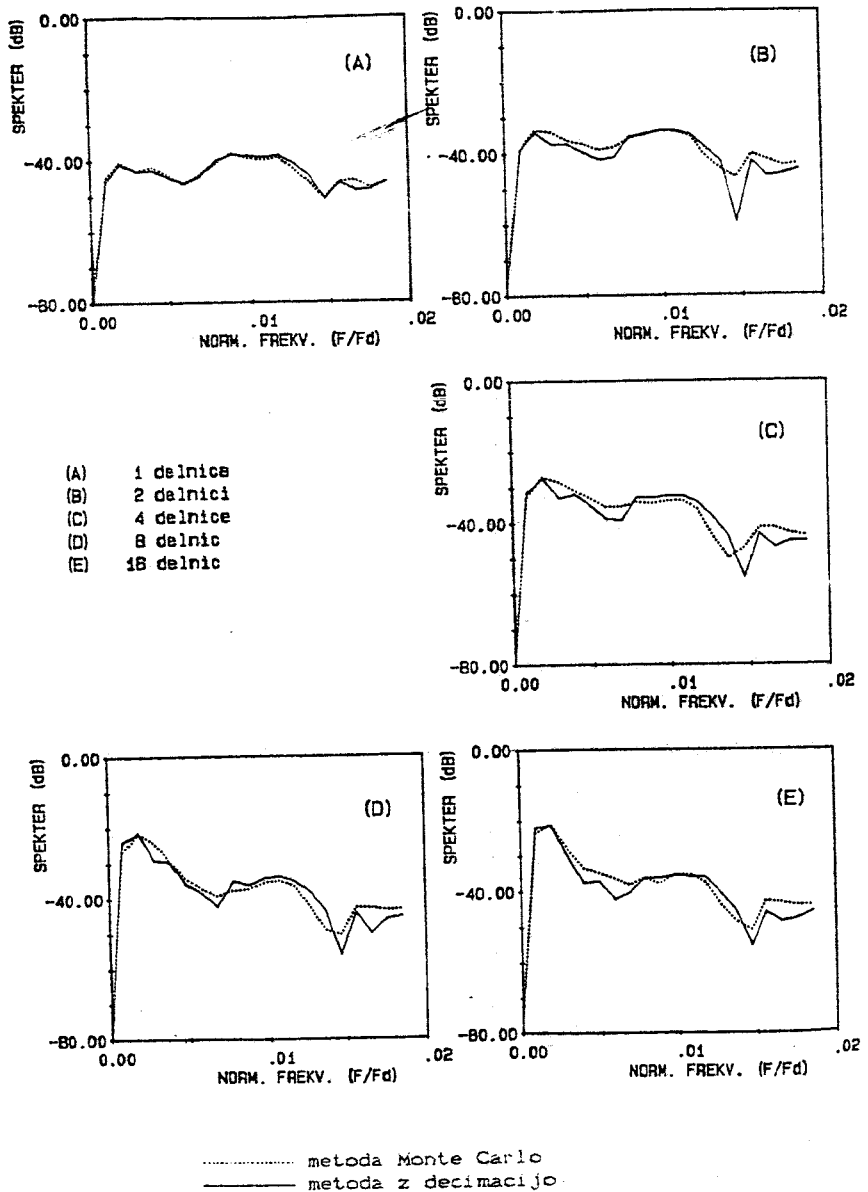 SPEKTER (dB)
0.00
(A)
-40.00
-80.00
0.00
.01
.02
NORM. FREKV. (F/Fd)
SPEKTER (dB)
0.00
(B)
-40.00
-80.00
0.00
.01
.02
NORM. FREKV. (F/Fd)
(A) 1 delnica
(B) 2 delnici
(C) 4 delnice
(D) 8 delnic
(E) 16 delnic
SPEKTER (dB)
0.00
(C)
-40.00
-80.00
0.00
.01
.02
NORM. FREKV. (F/Fd)
SPEKTER (dB)
0.00
(D)
-40.00
-80.00
0.00
.01
.02
NORM. FREKV. (F/Fd)
SPEKTER (dB)
0.00
(E)
-40.00
-80.00
0.00
.01
.02
NORM. FREKV. (F/Fd)
metoda Monte Carlo
metoda z decimacijo